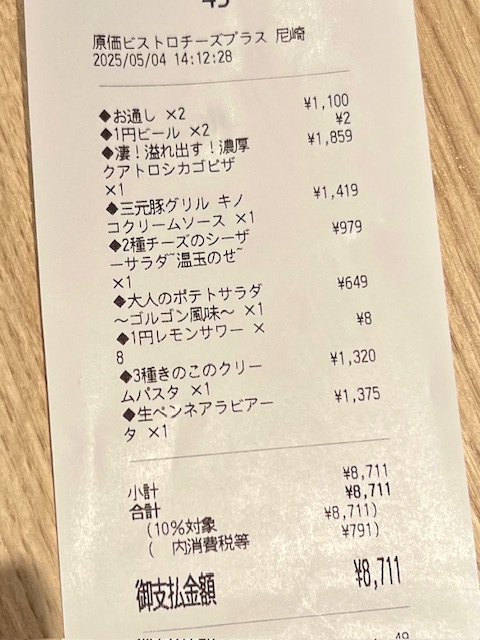 原価ビストロチーズプラス 尼崎
2025/05/04 14:12:28
◆お通し ×2 ¥1,100
◆1円ビール ×2 ¥2
◆凄！溢れ出す！濃厚 ¥1,859
クアトロシカゴピザ
×1
◆三元豚グリル キノ ¥1,419
コクリームソース ×1
◆2種チーズのシーザ ¥979
ーサラダ~温玉のせ~
×1
◆大人のポテトサラダ ¥649
～ゴルゴン風味～ ×1
◆1円レモンサワー × ¥8
8
◆3種きのこのクリー ¥1,320
ムパスタ ×1
◆生ペンネアラビアー ¥1,375
タ ×1
小計 ¥8,711
合計 ¥8,711
(10%対象 ¥8,711)
( 内消費税等 ¥791)
御支払金額 ¥8,711
49